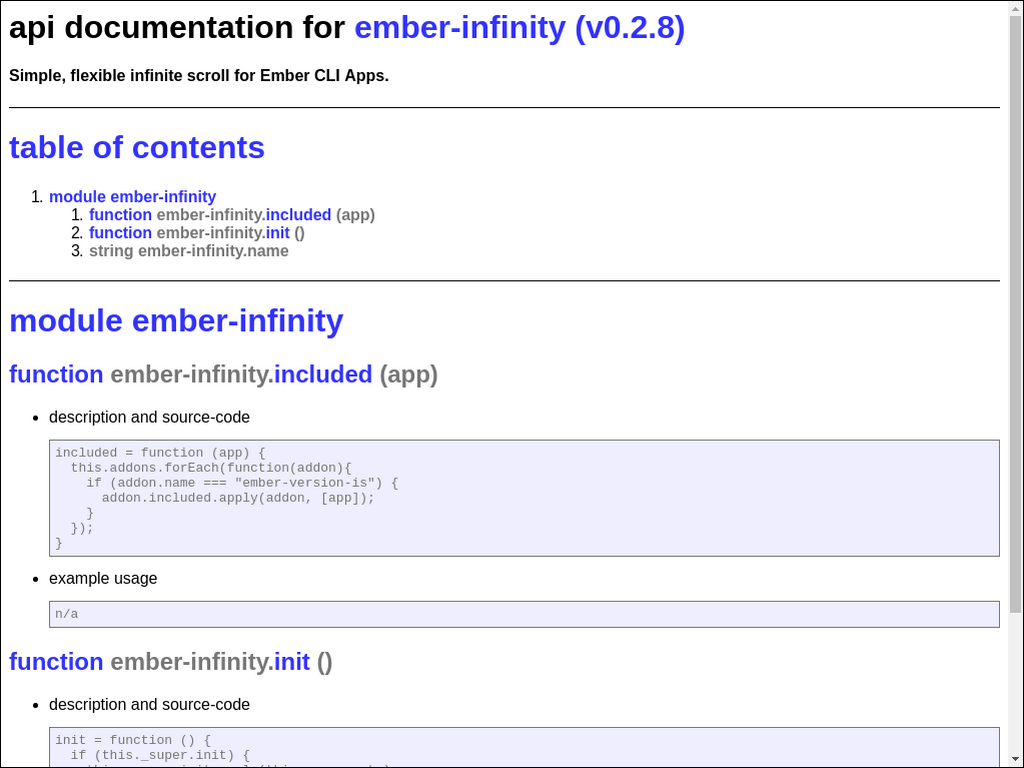 api documentation for ember-infinity (v0.2.8)
Simple, flexible infinite scroll for Ember CLI Apps.
table of contents
1. module ember-infinity
1. function ember-infinity.included (app)
2. function ember-infinity.init ()
3. string ember-infinity.name
module ember-infinity
function ember-infinity.included (app)
• description and source-code
included = function (app) {
  this.addons.forEach(function(addon){
    if (addon.name === "ember-version-is") {
      addon.included.apply(addon, [app]);
    }
  });
}
• example usage
n/a
function ember-infinity.init ()
• description and source-code
init = function () {
  if (this._super.init) {